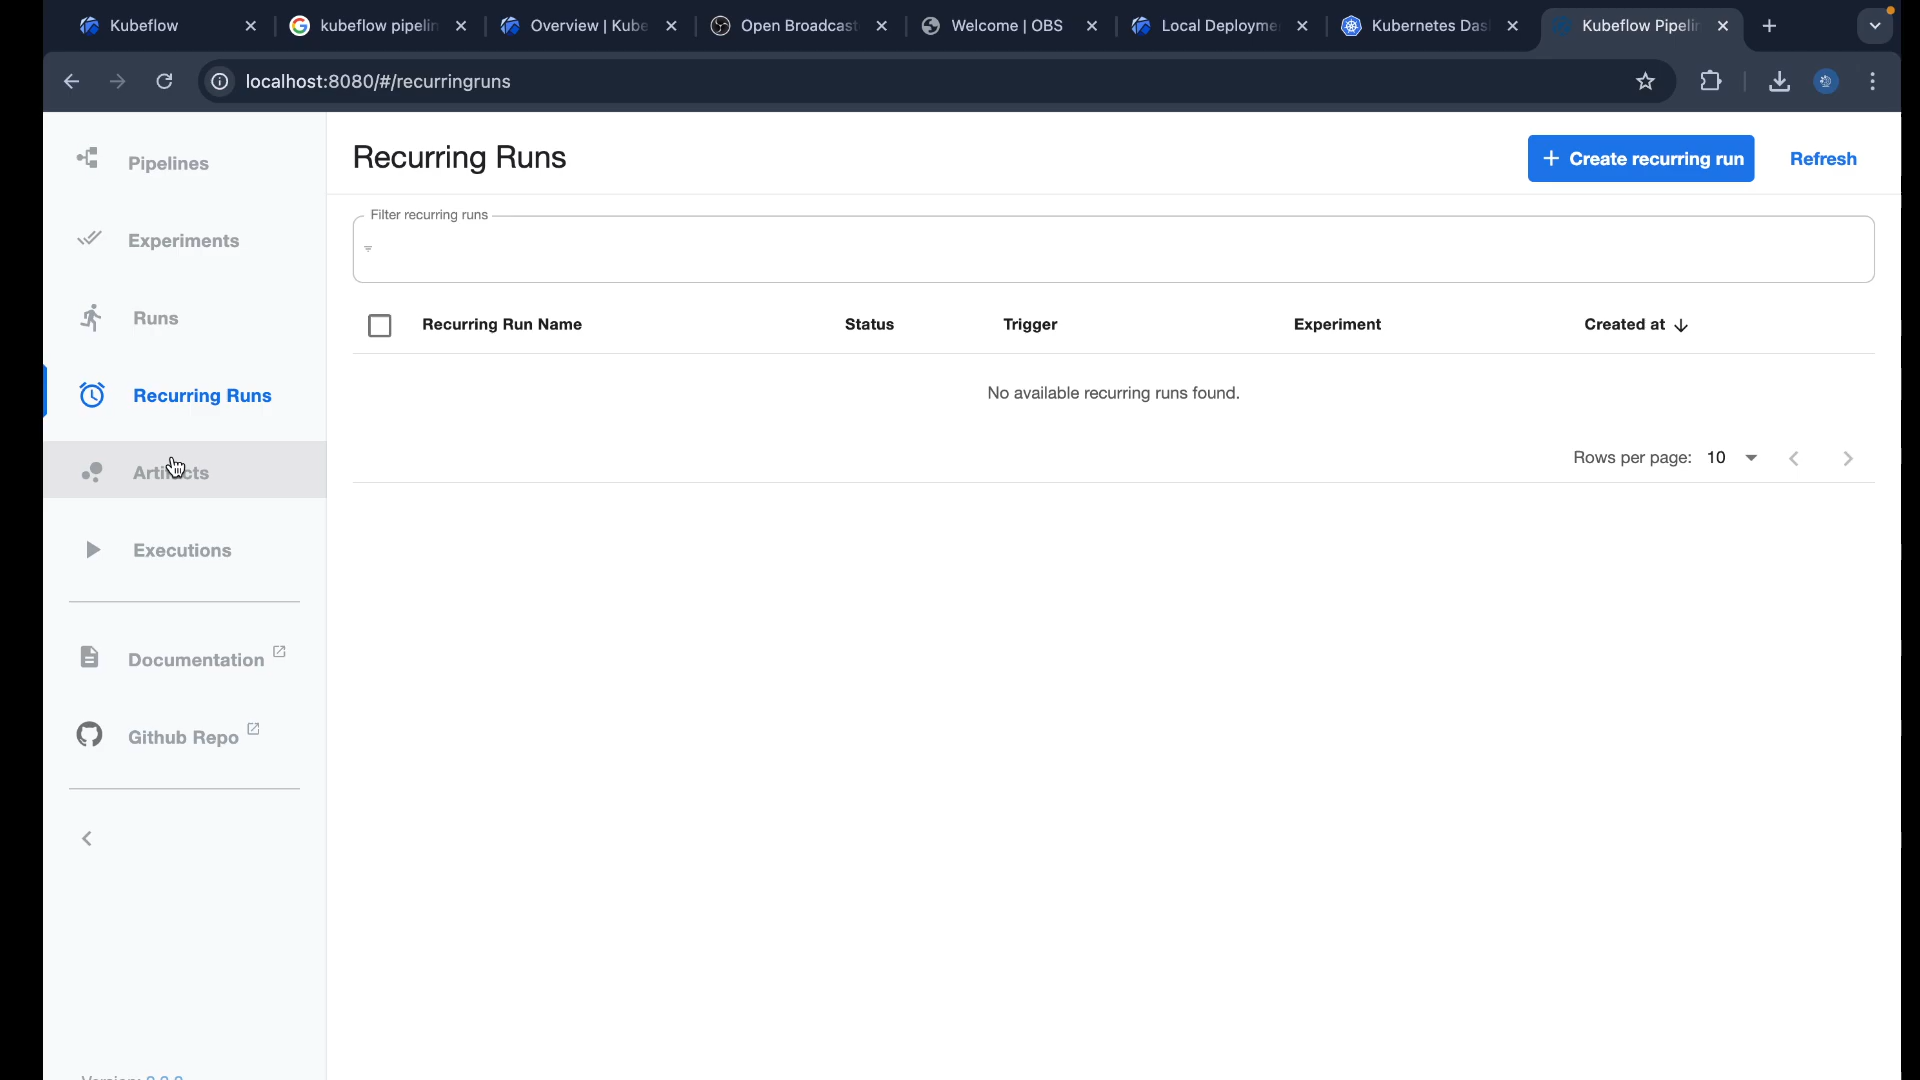 Kubeflow
kubeflow pipelin
Overview | Kube
Open Broadcast
Welcome | OBS
Local Deployme
Kubernetes Das
Kubeflow Pipelin
localhost:8080/#/recurringruns
Pipelines
Experiments
Runs
Recurring Runs
Artifacts
Executions
Documentation
Github Repo
Recurring Runs
+ Create recurring run
Refresh
Filter recurring runs
Recurring Run Name
Status
Trigger
Experiment
Created at
No available recurring runs found.
Rows per page: 10